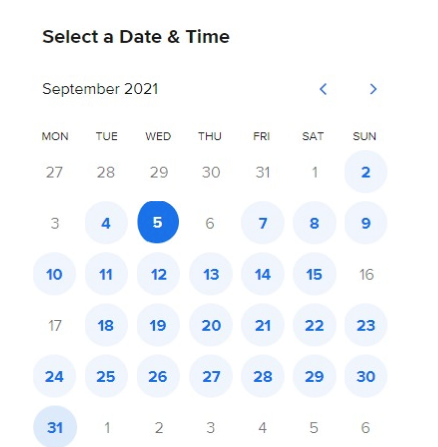 Select a Date & Time
September 2021
MON TUE WED THU FRI SAT SUN
27 28 29 30 31 1 2
3 4 5 6 7 8 9
10 11 12 13 14 15 16
17 18 19 20 21 22 23
24 25 26 27 28 29 30
31 1 2 3 4 5 6